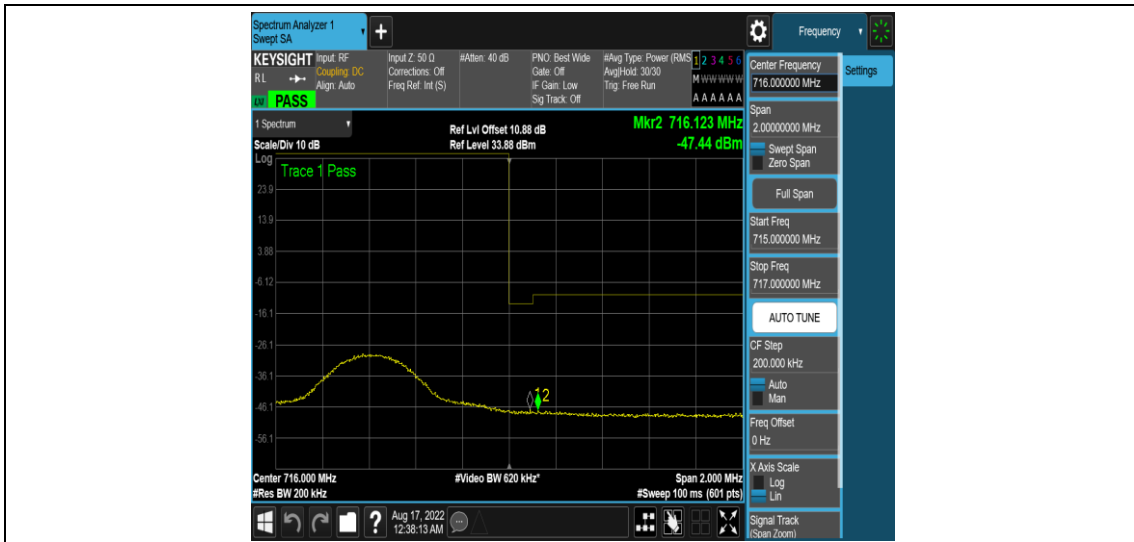 Spectrum Analyzer 1
Swept SA
+
Frequency
KEYSIGHT
RL
PASS
Input: RF
Coupling: DC
Align: Auto
Input Z: 50 Ω
Corrections: Off
Freq Ref: Int (S)
#Atten: 40 dB
PNO: Best Wide
Gate: Off
IF Gain: Low
Sig Track: Off
#Avg Type: Power (RMS
Avg|Hold: 30/30
Trig: Free Run
1 2 3 4 5 6
M W W W W W
A A A A A A
1 Spectrum
Scale/Div 10 dB
Ref Lvl Offset 10.88 dB
Ref Level 33.88 dBm
Mkr2 716.123 MHz
-47.44 dBm
Log
Trace 1 Pass
23.9
13.9
3.88
-6.12
-16.1
-26.1
-36.1
-46.1
-56.1
1 2
Center 716.000 MHz
#Res BW 200 kHz
#Video BW 620 kHz*
Span 2.000 MHz
#Sweep 100 ms (601 pts)
?
Aug 17, 2022
12:38:13 AM
Center Frequency
716.000000 MHz
Settings
Span
2.00000000 MHz
Swept Span
Zero Span
Full Span
Start Freq
715.000000 MHz
Stop Freq
717.000000 MHz
AUTO TUNE
CF Step
200.000 kHz
Auto
Man
Freq Offset
0 Hz
X Axis Scale
Log
Lin
Signal Track
(Span Zoom)